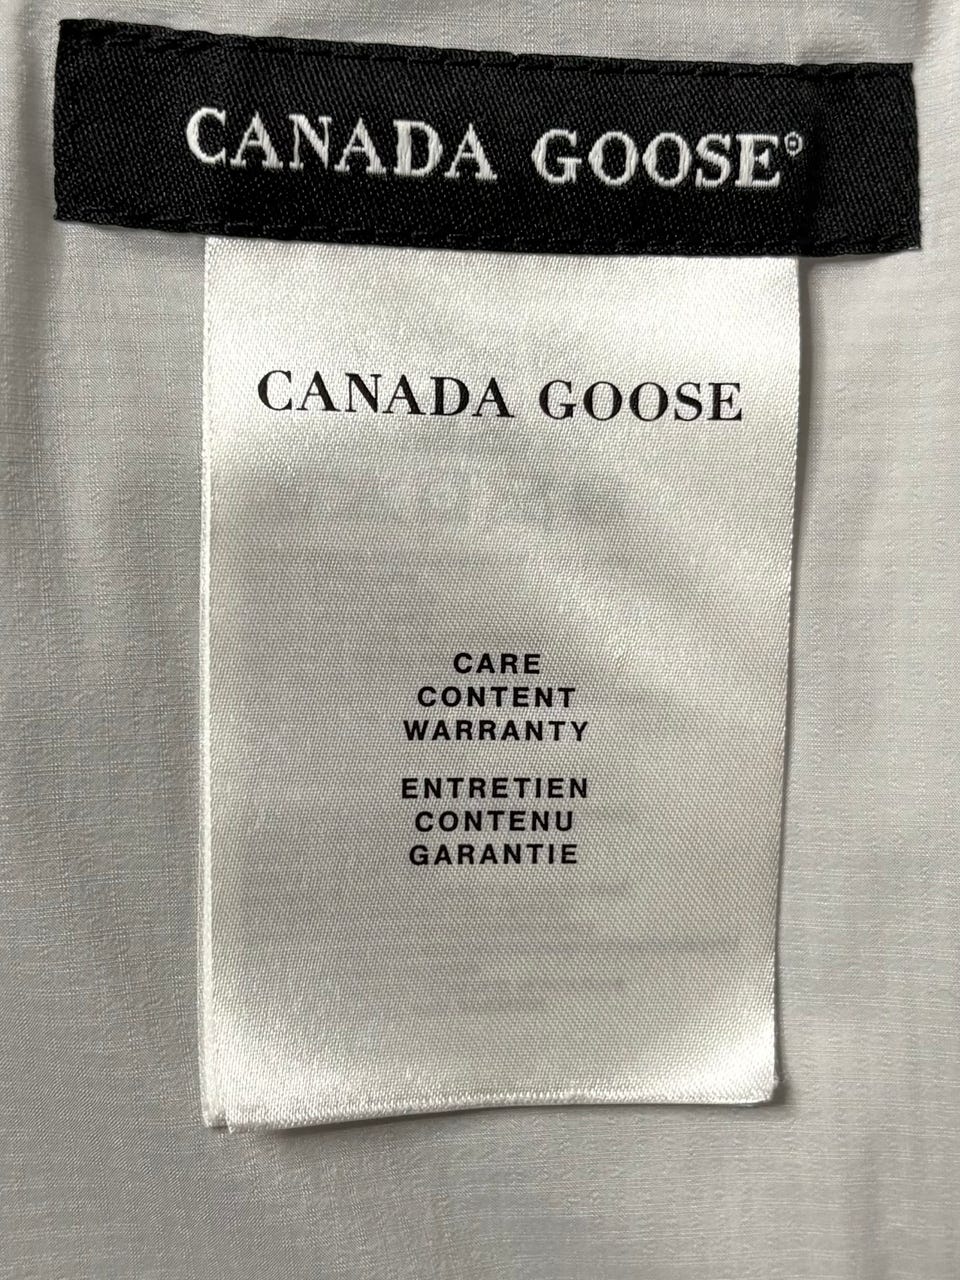 CANADA GOOSE®
CANADA GOOSE
CARE
CONTENT
WARRANTY
ENTRETIEN
CONTENU
GARANTIE